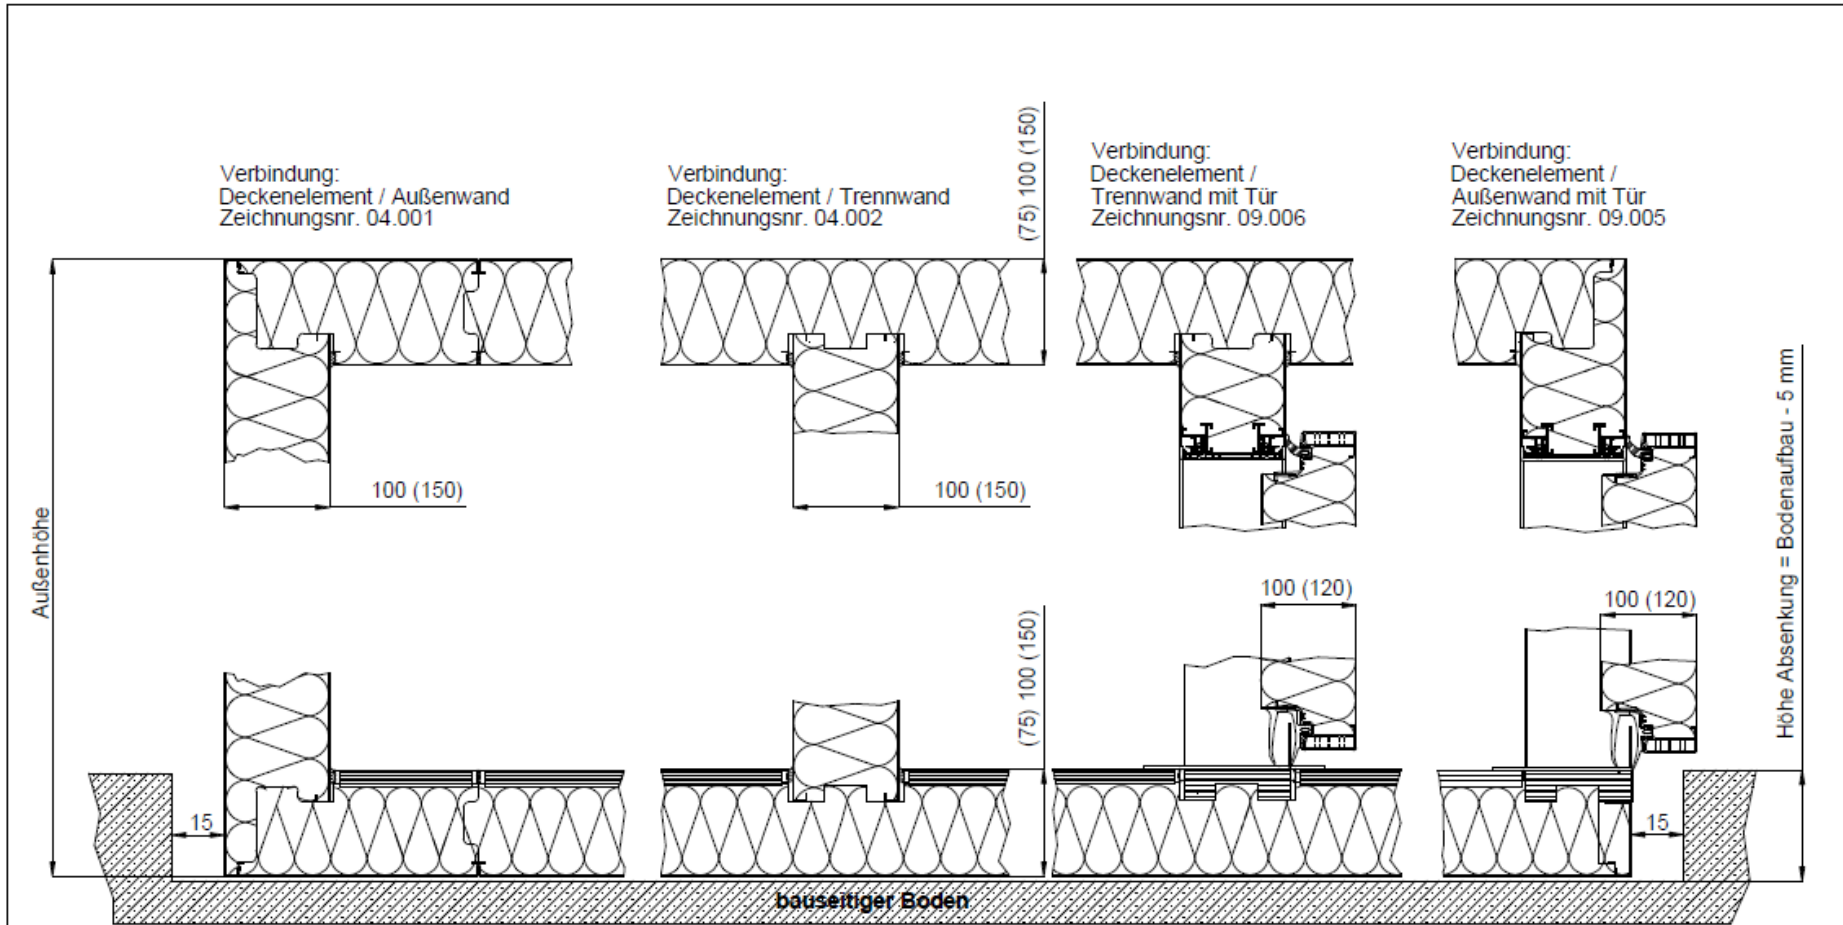 Verbindung:
Deckenelement / Außenwand
Zeichnungsnr. 04.001
Verbindung:
Deckenelement / Trennwand
Zeichnungsnr. 04.002
(75) 100 (150)
Verbindung:
Deckenelement /
Trennwand mit Tür
Zeichnungsnr. 09.006
Verbindung:
Deckenelement /
Außenwand mit Tür
Zeichnungsnr. 09.005
100 (150)
100 (150)
Außenhöhe
Höhe Absenkung = Bodenaufbau - 5 mm
100 (120)
100 (120)
(75) 100 (150)
15
15
bauseitiger Boden